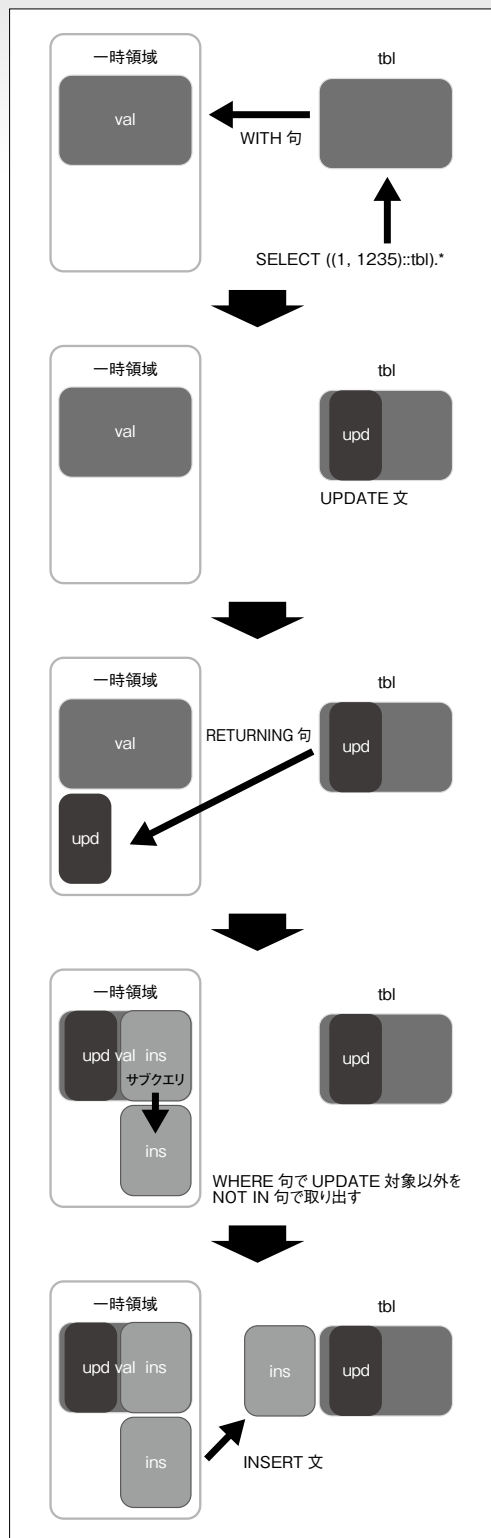 一時領域
tbl
val
WITH 句
SELECT ((1, 1235)::tbl).*
一時領域
tbl
val
upd
UPDATE 文
一時領域
tbl
val
RETURNING 句
upd
upd
一時領域
tbl
upd val ins
サブクエリ
upd
ins
WHERE 句で UPDATE 対象以外を
NOT IN 句で取り出す
一時領域
tbl
upd val ins
ins
upd
ins
INSERT 文